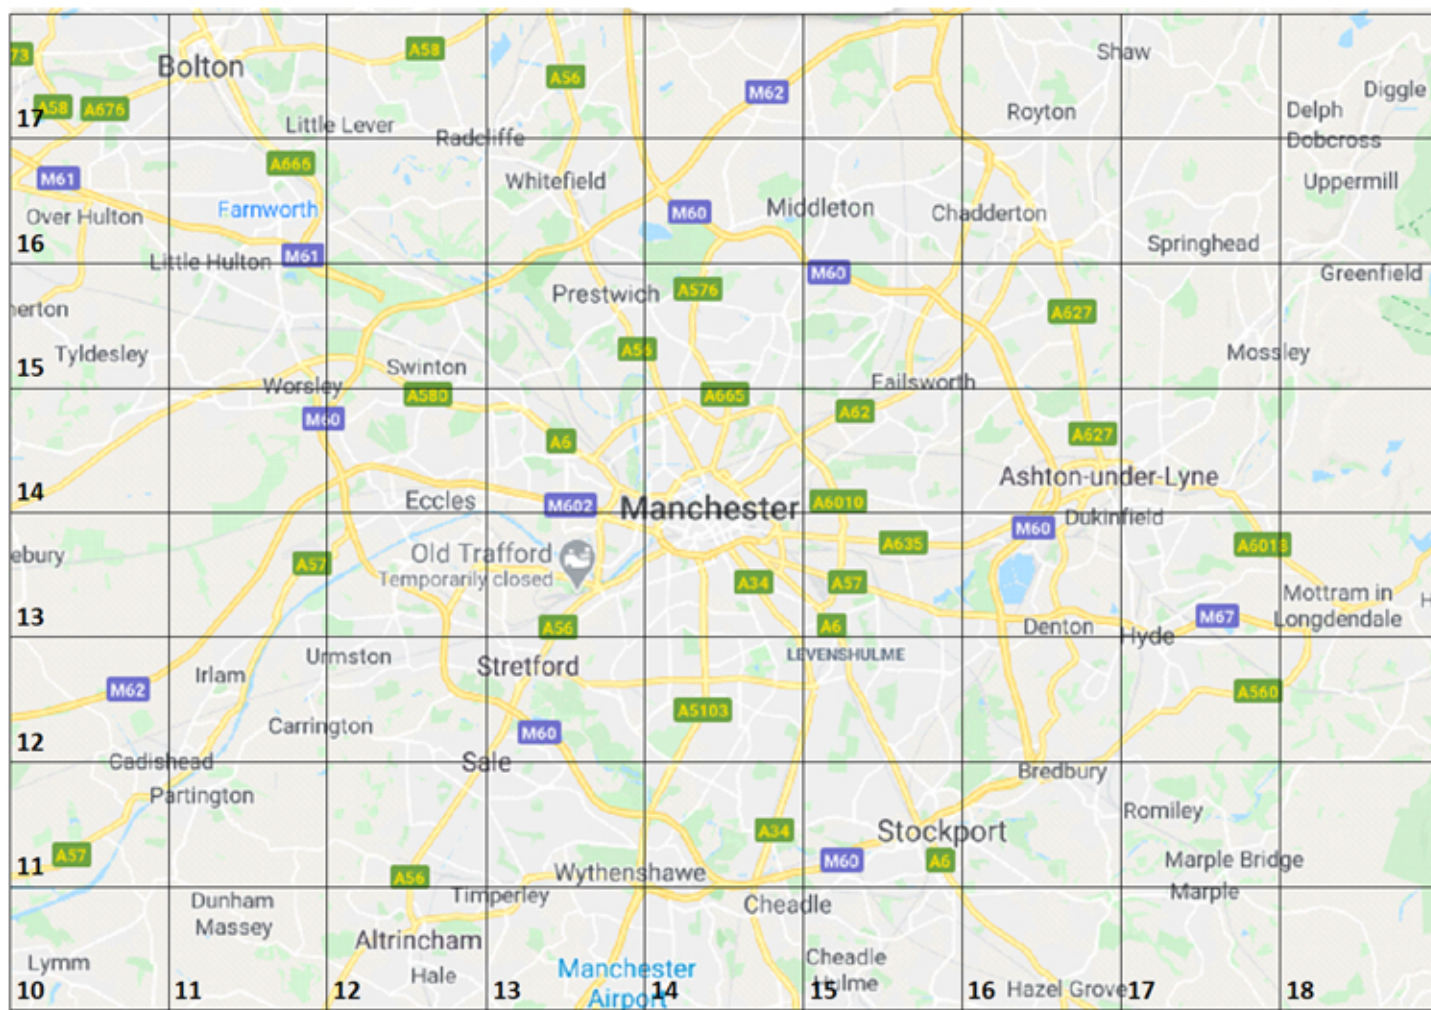 73
Bolton
A58
A56
M62
Shaw
Diggle
A58
A676
Little Lever
Royton
Delph
17
Radcliffe
Dobcross
M61
A666
Whitefield
Uppermill
Over Hulton
Farnworth
M60
Middleton
Chadderton
16
Little Hulton
M61
Springhead
M60
Greenfield
Prestwich
A576
herton
A627
Tyldesley
A56
Mossley
15
Swinton
Worsley
Failsworth
A580
A665
A62
M60
A6
A627
Ashton-under-Lyne
14
Eccles
M602
Manchester
A6010
Dukinfield
M60
ebury
Old Trafford
Temporarily closed
A635
A6018
A57
A34
A57
Mottram in
Longdendale
H
13
A56
A6
Denton
Hyde
M67
Urmston
Stretford
LEVENSHULME
Irlam
M62
A560
A5103
Carrington
M60
12
Cadishead
Sale
Bredbury
Partington
Romiley
A34
Stockport
A57
M60
A6
Marple Bridge
11
A56
Wythenshawe
Marple
Timperley
Dunham
Massey
Cheadle
Altrincham
Lymm
Hale
Manchester
Airport
Cheadle
Hulme
Hazel Grove
10
11
12
13
14
15
16
17
18